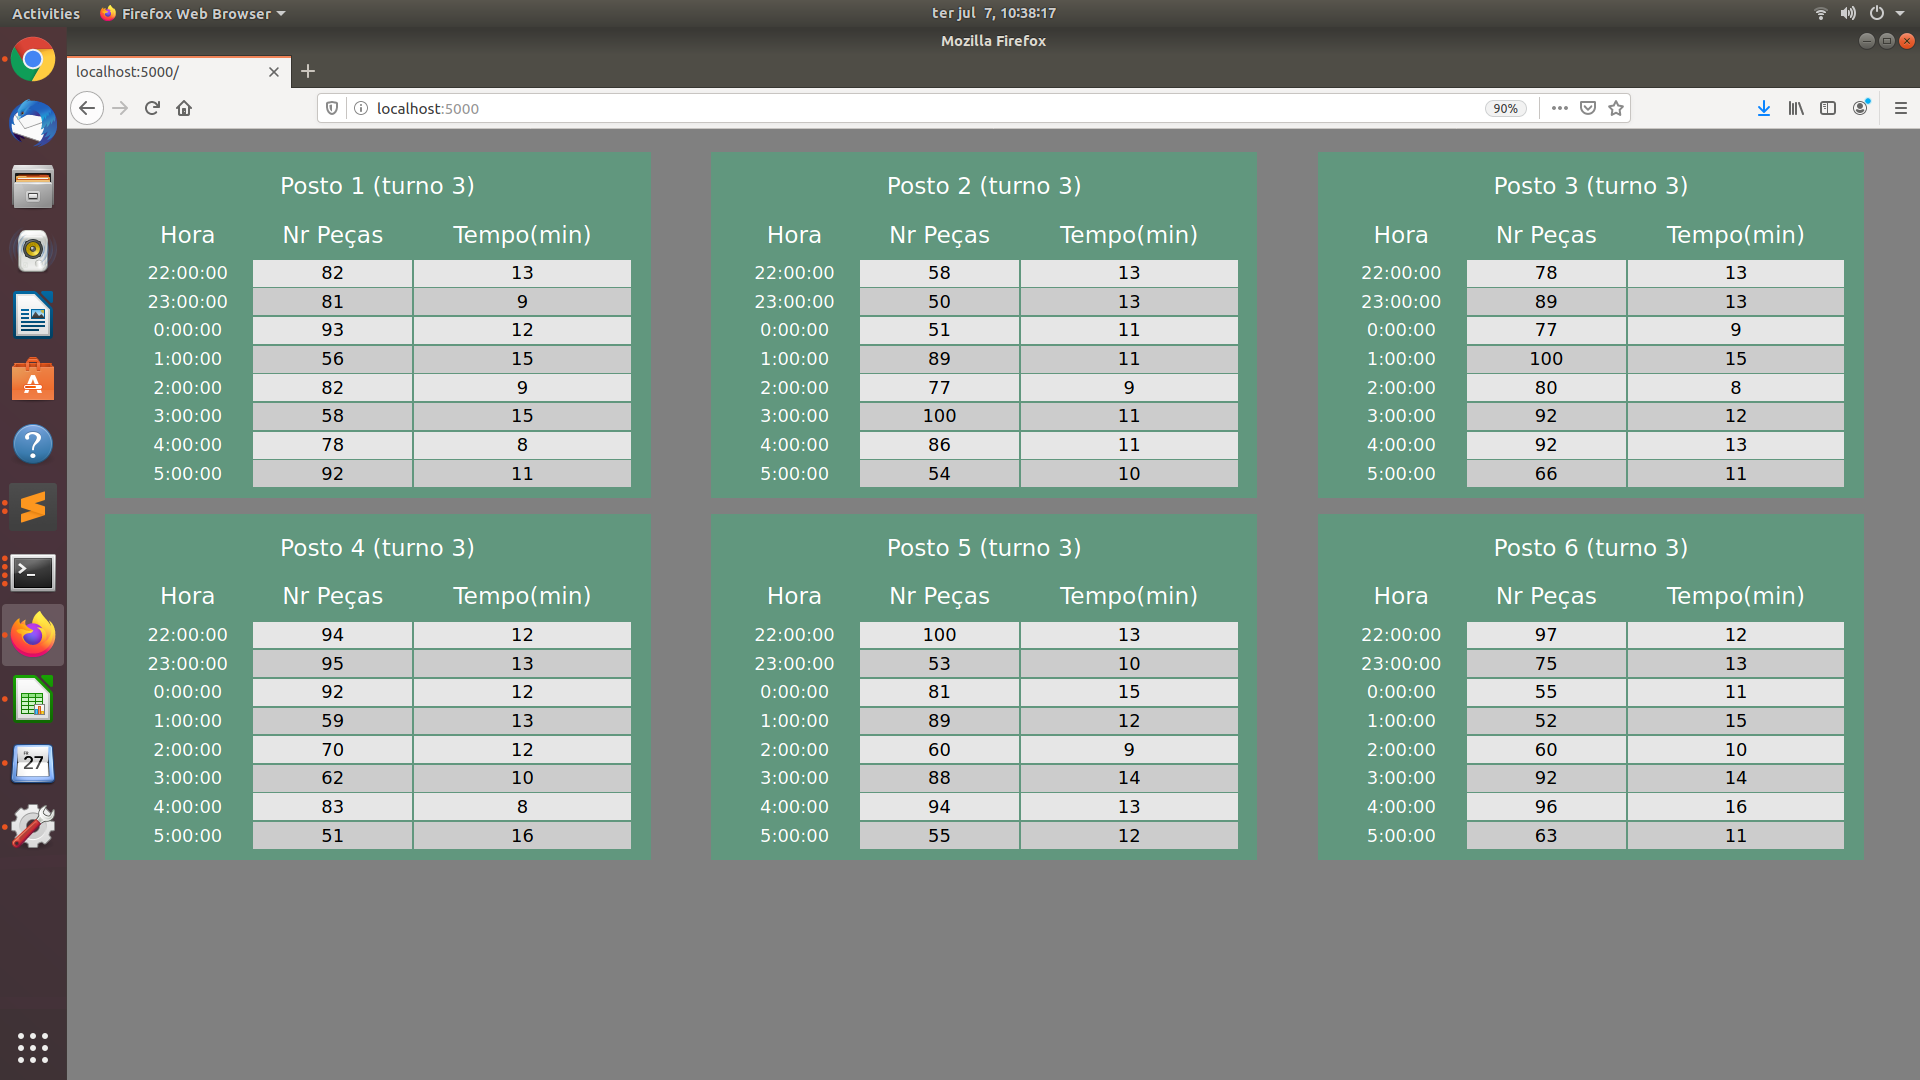 Activities Firefox Web Browser ter jul 7, 10:38:17
Mozilla Firefox
localhost:5000/
localhost:5000 90%
Posto 1 (turno 3)
Hora Nr Peças Tempo(min)
22:00:00 82 13
23:00:00 81 9
0:00:00 93 12
1:00:00 56 15
2:00:00 82 9
3:00:00 58 15
4:00:00 78 8
5:00:00 92 11
Posto 2 (turno 3)
Hora Nr Peças Tempo(min)
22:00:00 58 13
23:00:00 50 13
0:00:00 51 11
1:00:00 89 11
2:00:00 77 9
3:00:00 100 11
4:00:00 86 11
5:00:00 54 10
Posto 3 (turno 3)
Hora Nr Peças Tempo(min)
22:00:00 78 13
23:00:00 89 13
0:00:00 77 9
1:00:00 100 15
2:00:00 80 8
3:00:00 92 12
4:00:00 92 13
5:00:00 66 11
Posto 4 (turno 3)
Hora Nr Peças Tempo(min)
22:00:00 94 12
23:00:00 95 13
0:00:00 92 12
1:00:00 59 13
2:00:00 70 12
3:00:00 62 10
4:00:00 83 8
5:00:00 51 16
Posto 5 (turno 3)
Hora Nr Peças Tempo(min)
22:00:00 100 13
23:00:00 53 10
0:00:00 81 15
1:00:00 89 12
2:00:00 60 9
3:00:00 88 14
4:00:00 94 13
5:00:00 55 12
Posto 6 (turno 3)
Hora Nr Peças Tempo(min)
22:00:00 97 12
23:00:00 75 13
0:00:00 55 11
1:00:00 52 15
2:00:00 60 10
3:00:00 92 14
4:00:00 96 16
5:00:00 63 11
27